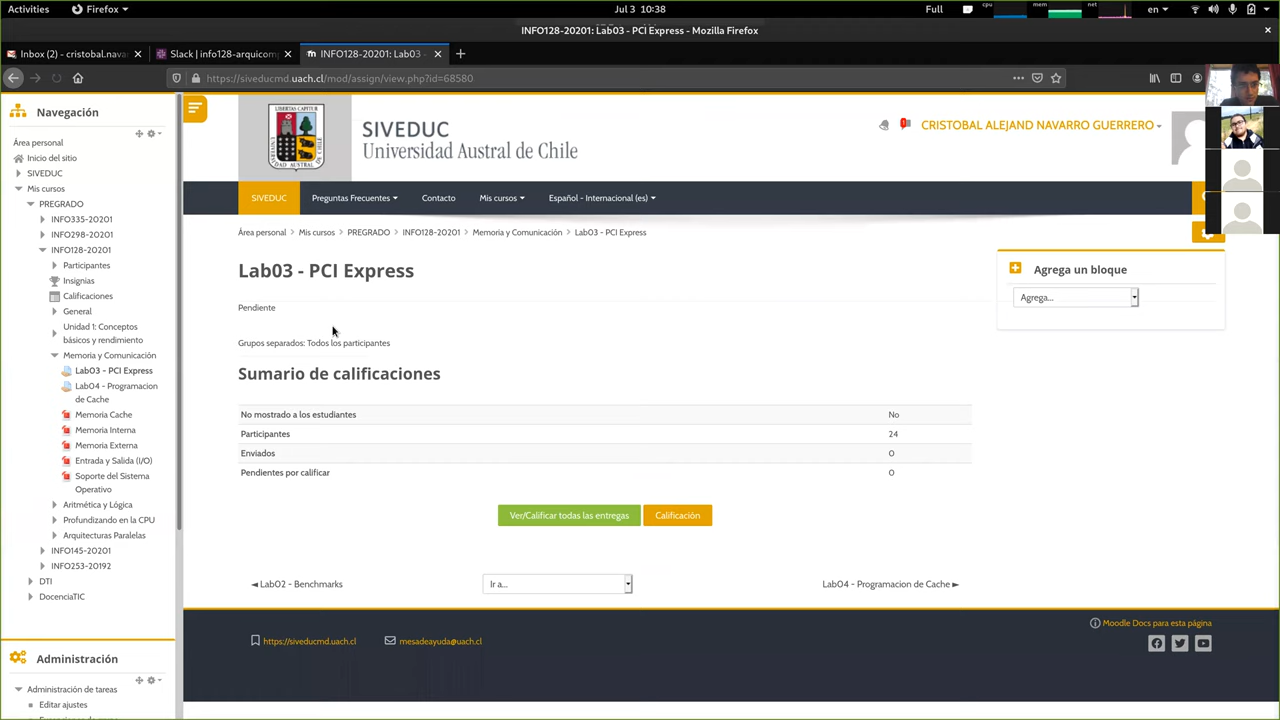 Activities
Firefox
Jul 3 10:38
Full
cpu
mem
net
en
INFO128-20201: Lab03 - PCI Express - Mozilla Firefox
Inbox (2) - cristobal.nava
Slack | info128-arquicom
INFO128-20201: Lab03 -
https://siveducmd.uach.cl/mod/assign/view.php?id=68580
Navegación
Área personal
Inicio del sitio
SIVEDUC
Mis cursos
PREGRADO
INFO335-20201
INFO298-20201
INFO128-20201
Participantes
Insignias
Calificaciones
General
Unidad 1: Conceptos
básicos y rendimiento
Memoria y Comunicación
Lab03 - PCI Express
Lab04 - Programacion
de Cache
Memoria Cache
Memoria Interna
Memoria Externa
Entrada y Salida (I/O)
Soporte del Sistema
Operativo
Aritmética y Lógica
Profundizando en la CPU
Arquitecturas Paralelas
INFO145-20201
INFO253-20192
DTI
DocenciaTIC
Administración
Administración de tareas
Editar ajustes
SIVEDUC
Universidad Austral de Chile
CRISTOBAL ALEJAND NAVARRO GUERRERO
SIVEDUC
Preguntas Frecuentes
Contacto
Mis cursos
Español - Internacional (es)
Área personal > Mis cursos > PREGRADO > INFO128-20201 > Memoria y Comunicación > Lab03 - PCI Express
Lab03 - PCI Express
Pendiente
Grupos separados: Todos los participantes
Sumario de calificaciones
No mostrado a los estudiantes No
Participantes 24
Enviados 0
Pendientes por calificar 0
Ver/Calificar todas las entregas
Calificación
◄ Lab02 - Benchmarks
Ir a...
Lab04 - Programacion de Cache ►
Agrega un bloque
Agrega...
https://siveducmd.uach.cl
mesadeayuda@uach.cl
Moodle Docs para esta página